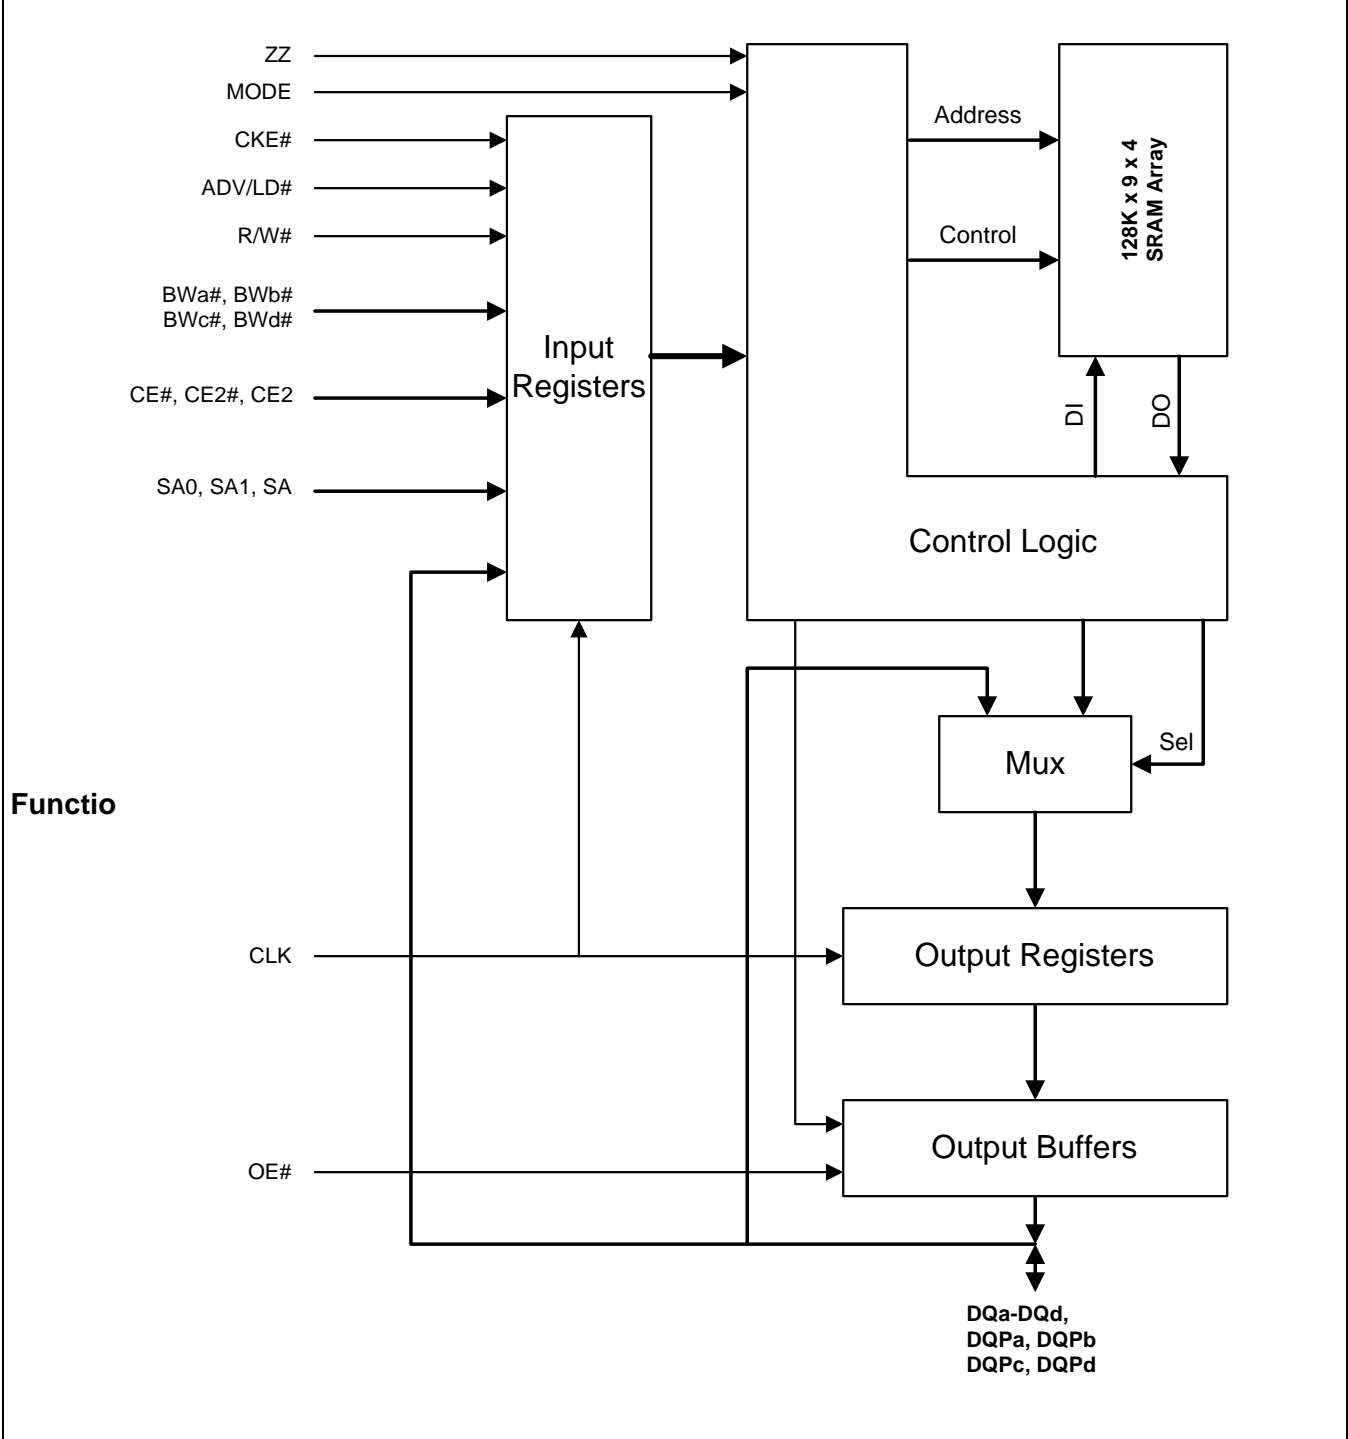 ZZ
MODE
CKE#
ADV/LD#
R/W#
BWa#, BWb#
BWc#, BWd#
CE#, CE2#, CE2
SA0, SA1, SA
Input
Registers
Address
Control
128K x 9 x 4
SRAM Array
DI
DO
Control Logic
Sel
Mux
Functio
CLK
Output Registers
Output Buffers
OE#
DQa-DQd,
DQPa, DQPb
DQPc, DQPd